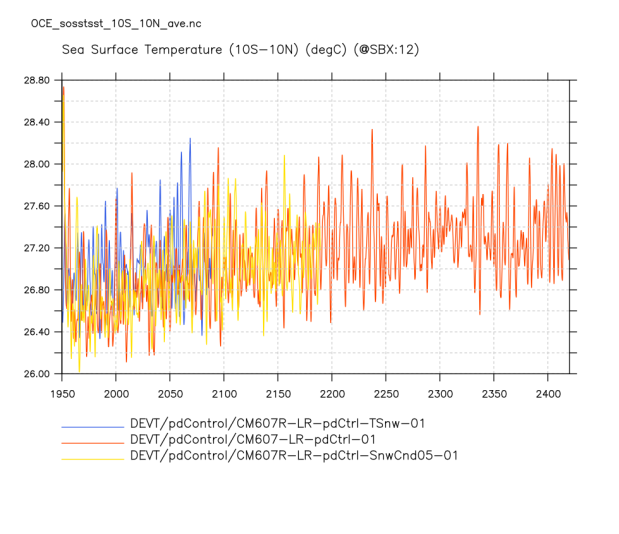 OCE_sosstsst_10S_10N_ave.nc
Sea Surface Temperature (10S-10N) (degC) (@SBX:12)
28.80
28.40
28.00
27.60
27.20
26.80
26.40
26.00
1950 2000 2050 2100 2150 2200 2250 2300 2350 2400
DEVT/pdControl/CM607R-LR-pdCtrl-TSnw-01
DEVT/pdControl/CM607-LR-pdCtrl-01
DEVT/pdControl/CM607R-LR-pdCtrl-SnwCnd05-01